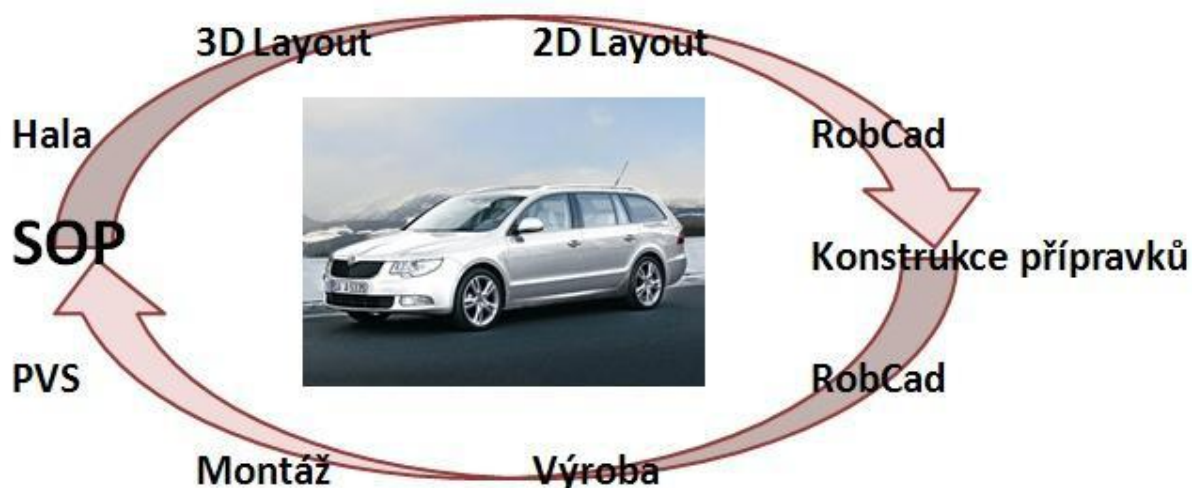 3D Layout
2D Layout
Hala
RobCad
SOP
Konstrukce přípravků
PVS
RobCad
Montáž
Výroba